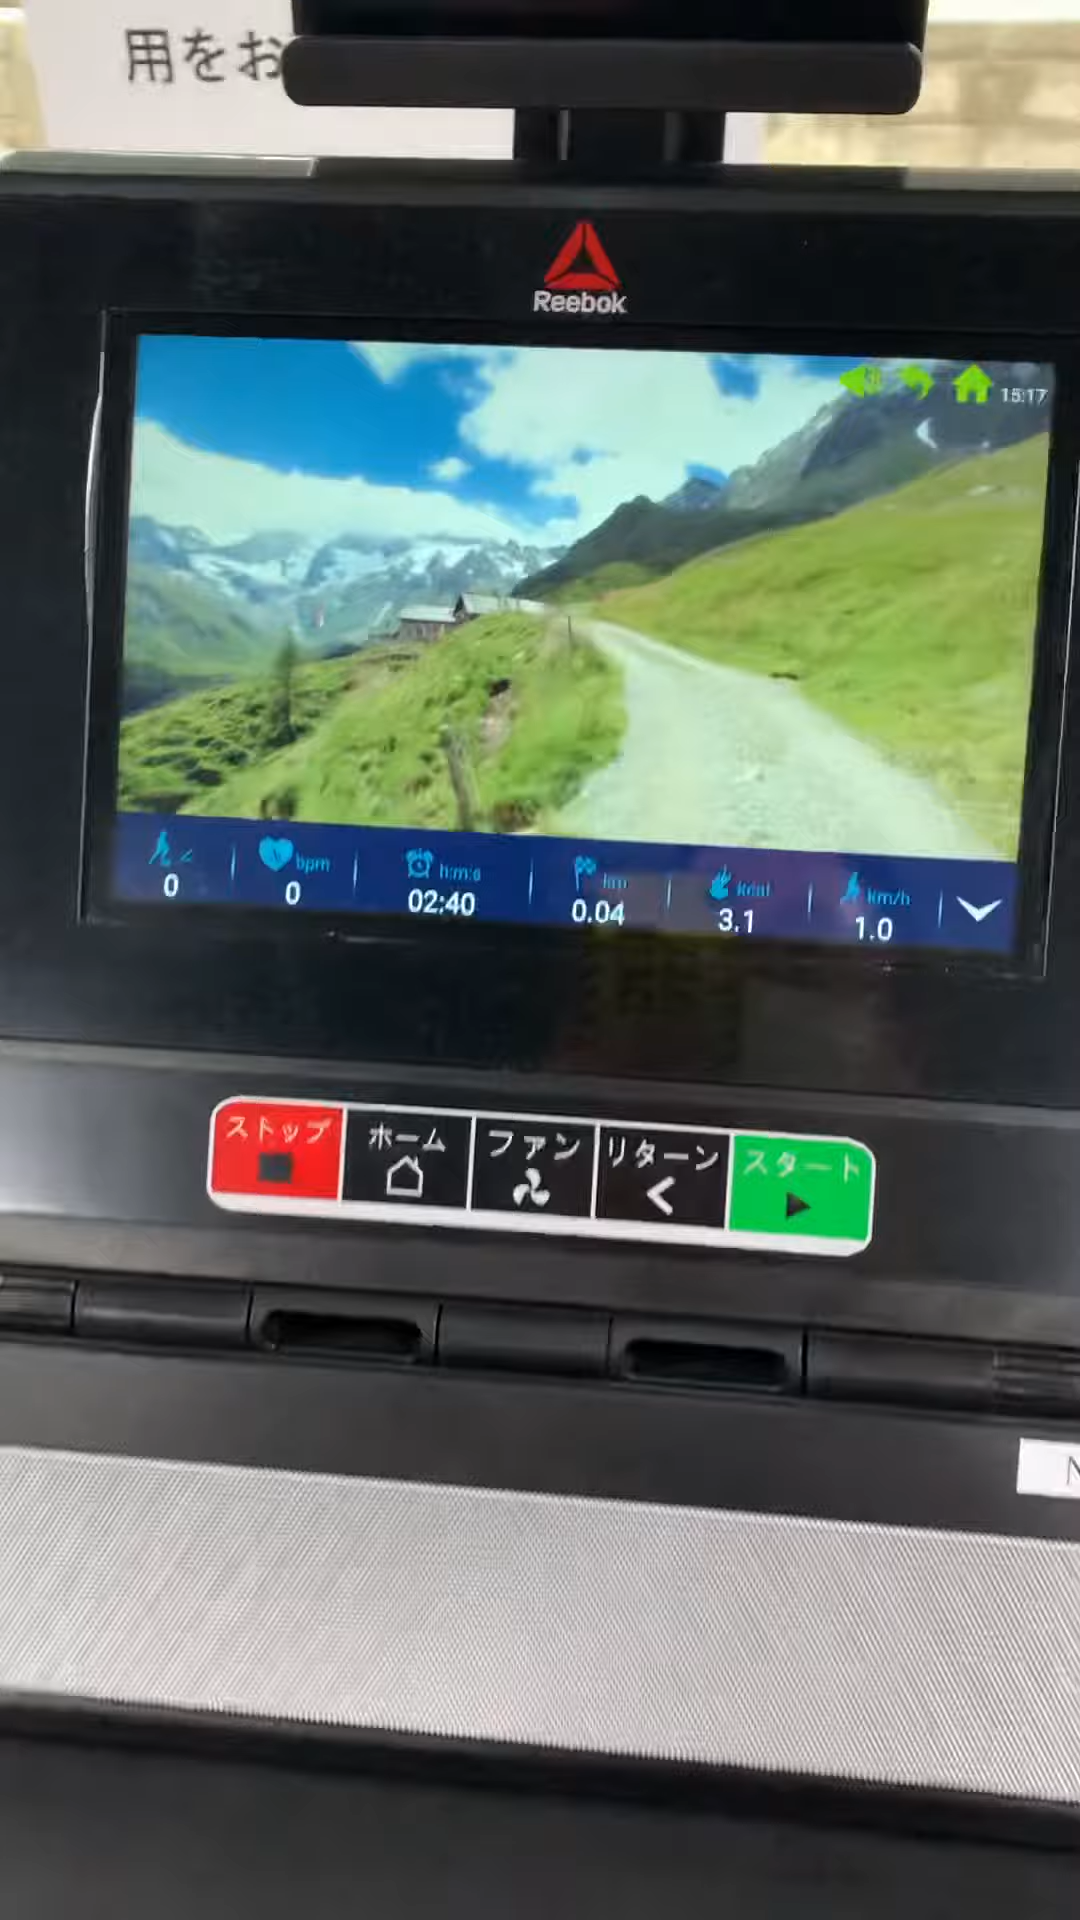 用をお
Reebok
15:17
bpm h:m:s km kcal km/h
0 0 02:40 0.04 3.1 1.0
ストップ ホーム ファン リターン スタート
N